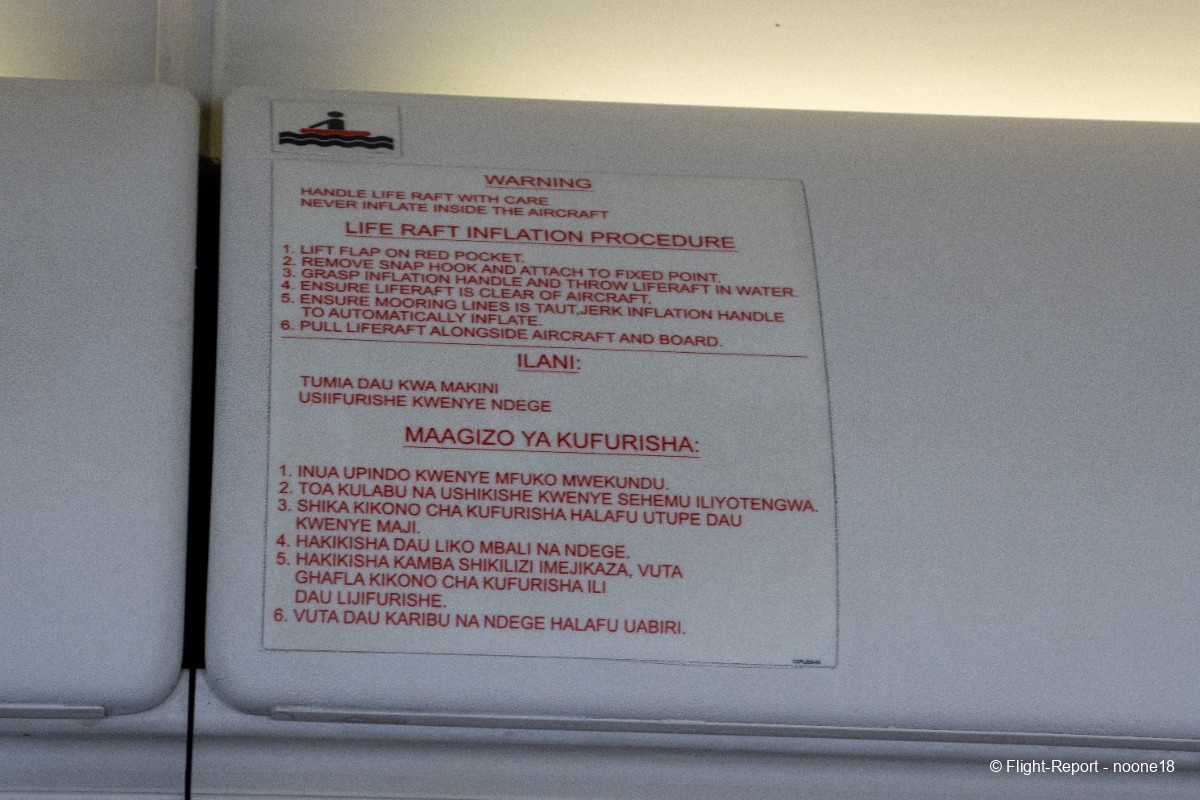 WARNING
HANDLE LIFE RAFT WITH CARE
NEVER INFLATE INSIDE THE AIRCRAFT
LIFE RAFT INFLATION PROCEDURE
1. LIFT FLAP ON RED POCKET.
2. REMOVE SNAP HOOK AND ATTACH TO FIXED POINT.
3. GRASP INFLATION HANDLE AND THROW LIFERAFT IN WATER.
4. ENSURE LIFERAFT IS CLEAR OF AIRCRAFT.
5. ENSURE MOORING LINES IS TAUT,JERK INFLATION HANDLE
TO AUTOMATICALLY INFLATE.
6. PULL LIFERAFT ALONGSIDE AIRCRAFT AND BOARD.
ILANI:
TUMIA DAU KWA MAKINI
USIIFURISHE KWENYE NDEGE
MAAGIZO YA KUFURISHA:
1. INUA UPINDO KWENYE MFUKO MWEKUNDU.
2. TOA KULABU NA USHIKISHE KWENYE SEHEMU ILIYOTENGWA.
3. SHIKA KIKONO CHA KUFURISHA HALAFU UTUPE DAU
KWENYE MAJI.
4. HAKIKISHA DAU LIKO MBALI NA NDEGE.
5. HAKIKISHA KAMBA SHIKILIZI IMEJIKAZA, VUTA
GHAFLA KIKONO CHA KUFURISHA ILI
DAU LIJIFURISHE.
6. VUTA DAU KARIBU NA NDEGE HALAFU UABIRI.
© Flight-Report - noone18